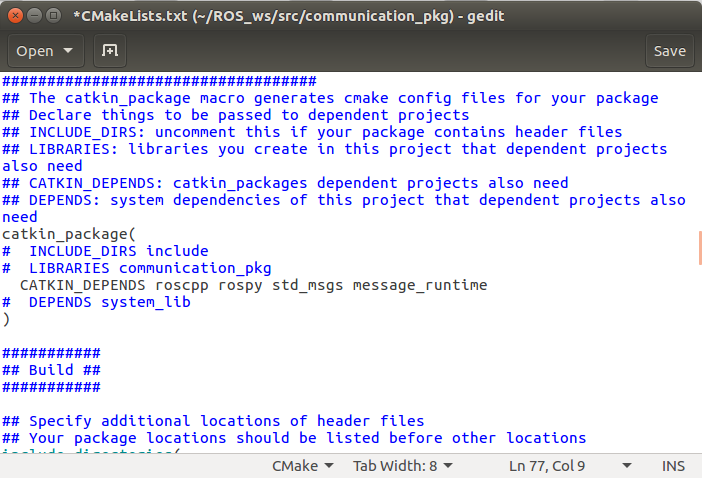 *CMakeLists.txt (~/ROS_ws/src/communication_pkg) - gedit
Open
Save
###################################
## The catkin_package macro generates cmake config files for your package
## Declare things to be passed to dependent projects
## INCLUDE_DIRS: uncomment this if your package contains header files
## LIBRARIES: libraries you create in this project that dependent projects
also need
## CATKIN_DEPENDS: catkin_packages dependent projects also need
## DEPENDS: system dependencies of this project that dependent projects also
need
catkin_package(
#  INCLUDE_DIRS include
#  LIBRARIES communication_pkg
  CATKIN_DEPENDS roscpp rospy std_msgs message_runtime
#  DEPENDS system_lib
)
###########
## Build ##
###########
## Specify additional locations of header files
## Your package locations should be listed before other locations
include_directories(
CMake
Tab Width: 8
Ln 77, Col 9
INS